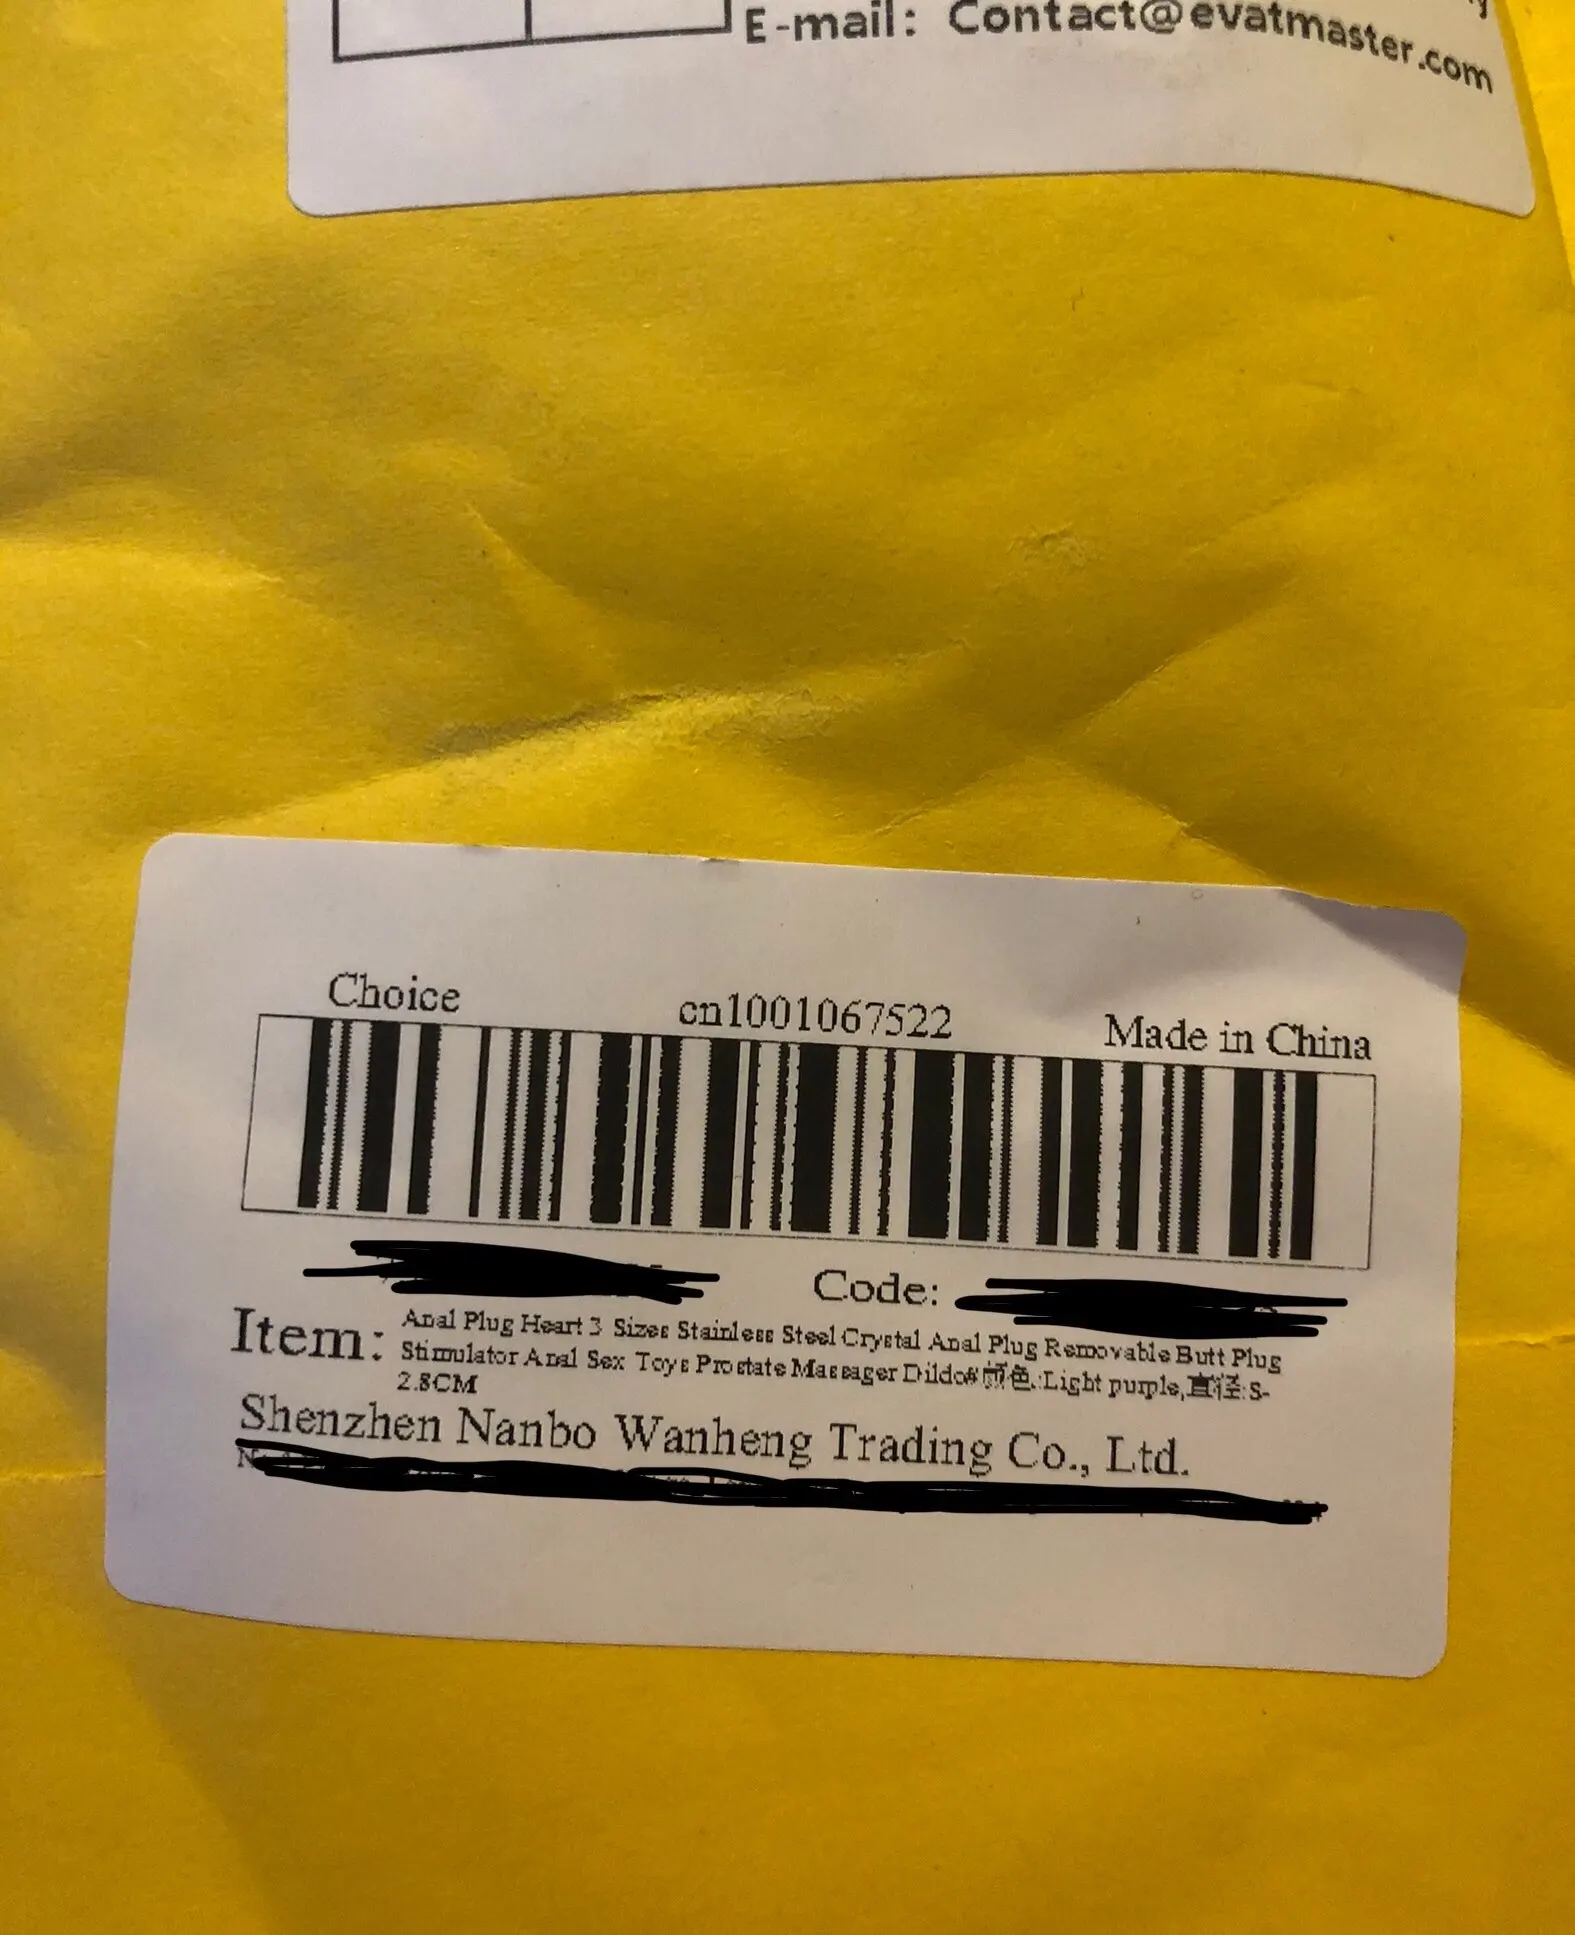 E-mail: Contact@evatmaster.com
Choice
cn1001067522
Made in China
Code:
Item:
Anal Plug Heart 3 Sizes Stainless Steel Crystal Anal Plug Removable Butt Plug
Stimulator Anal Sex Toys Prostate Massager Dildo#颜色:Light purple,直径:S-
2.8CM
Shenzhen Nanbo Wanheng Trading Co., Ltd.